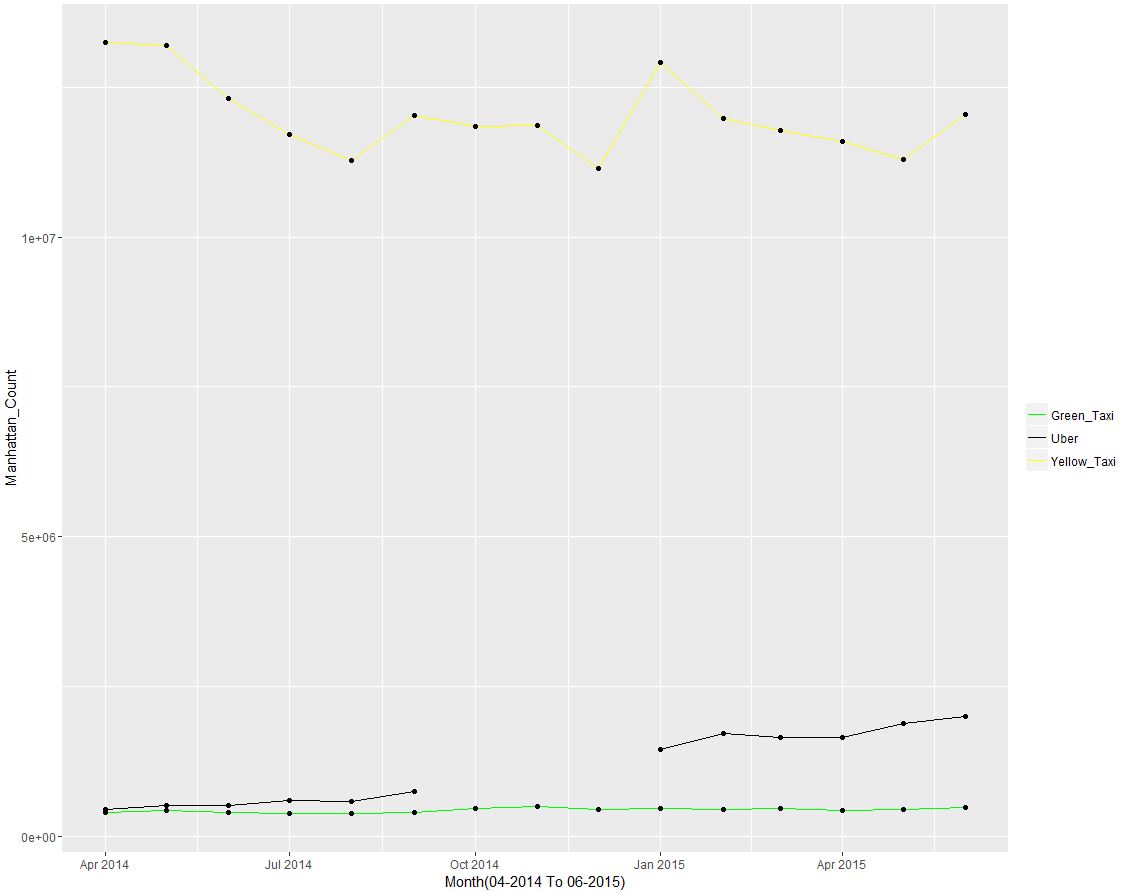 1e+07
5e+06
0e+00
Manhattan_Count
Apr 2014
Jul 2014
Oct 2014
Jan 2015
Apr 2015
Month(04-2014 To 06-2015)
Green_Taxi
Uber
Yellow_Taxi